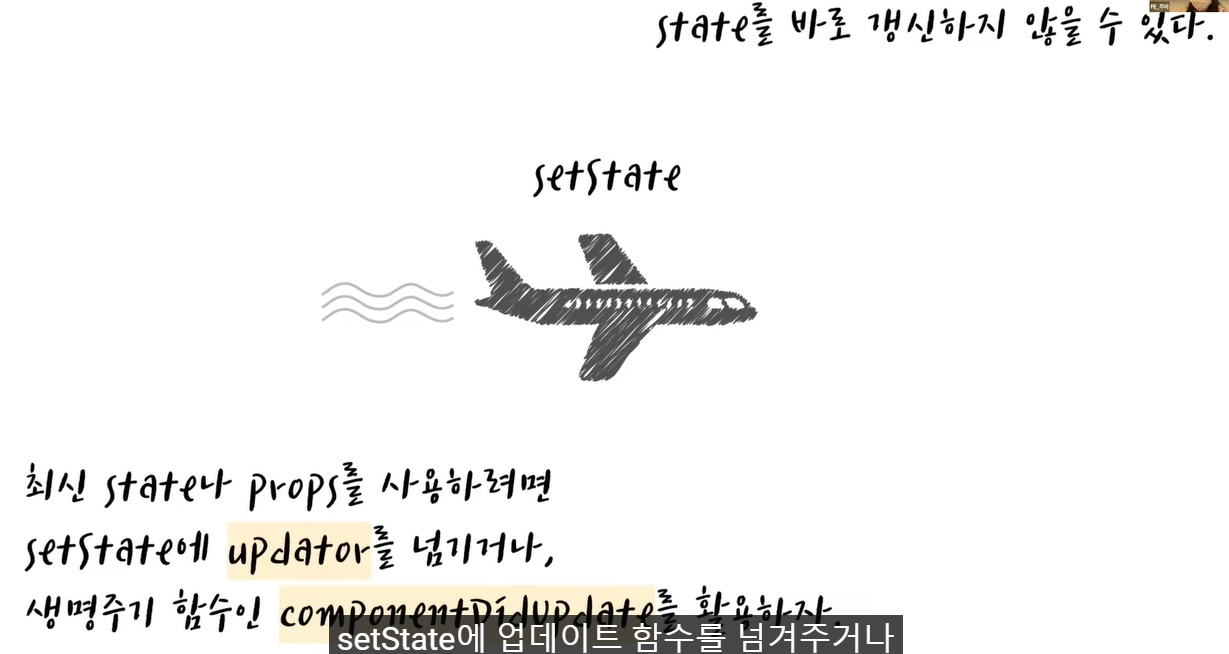 state를 바로 갱신하지 않을 수 있다.
setState
최신 state나 props를 사용하려면
setState에 updator를 넘기거나,
생명주기 함수인 componentDidUpdate를 활용하자.
setState에 업데이트 함수를 넘겨주거나